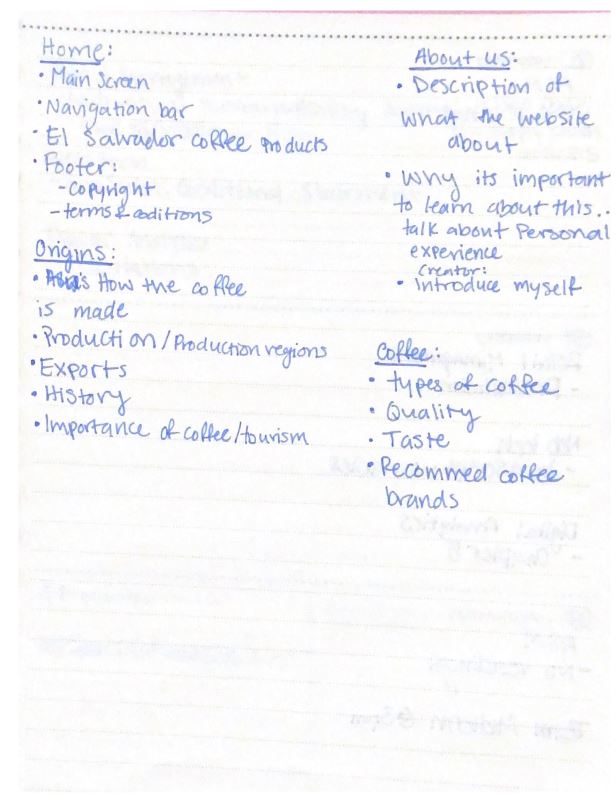 Home:
• Main Screen
• Navigation bar
• El Salvador coffee products
• Footer:
- Copyright
- terms & coditions
Origins:
• How the coffee
is made
• Production / Production regions
• Exports
• History
• Importance of coffee/tourism
About us:
• Description of
what the website
about
• Why its important
to learn about this..
talk about Personal
experience
Creator:
• introduce myself
Coffee:
• types of coffee
• Quality
• Taste
• Recommed coffee
brands